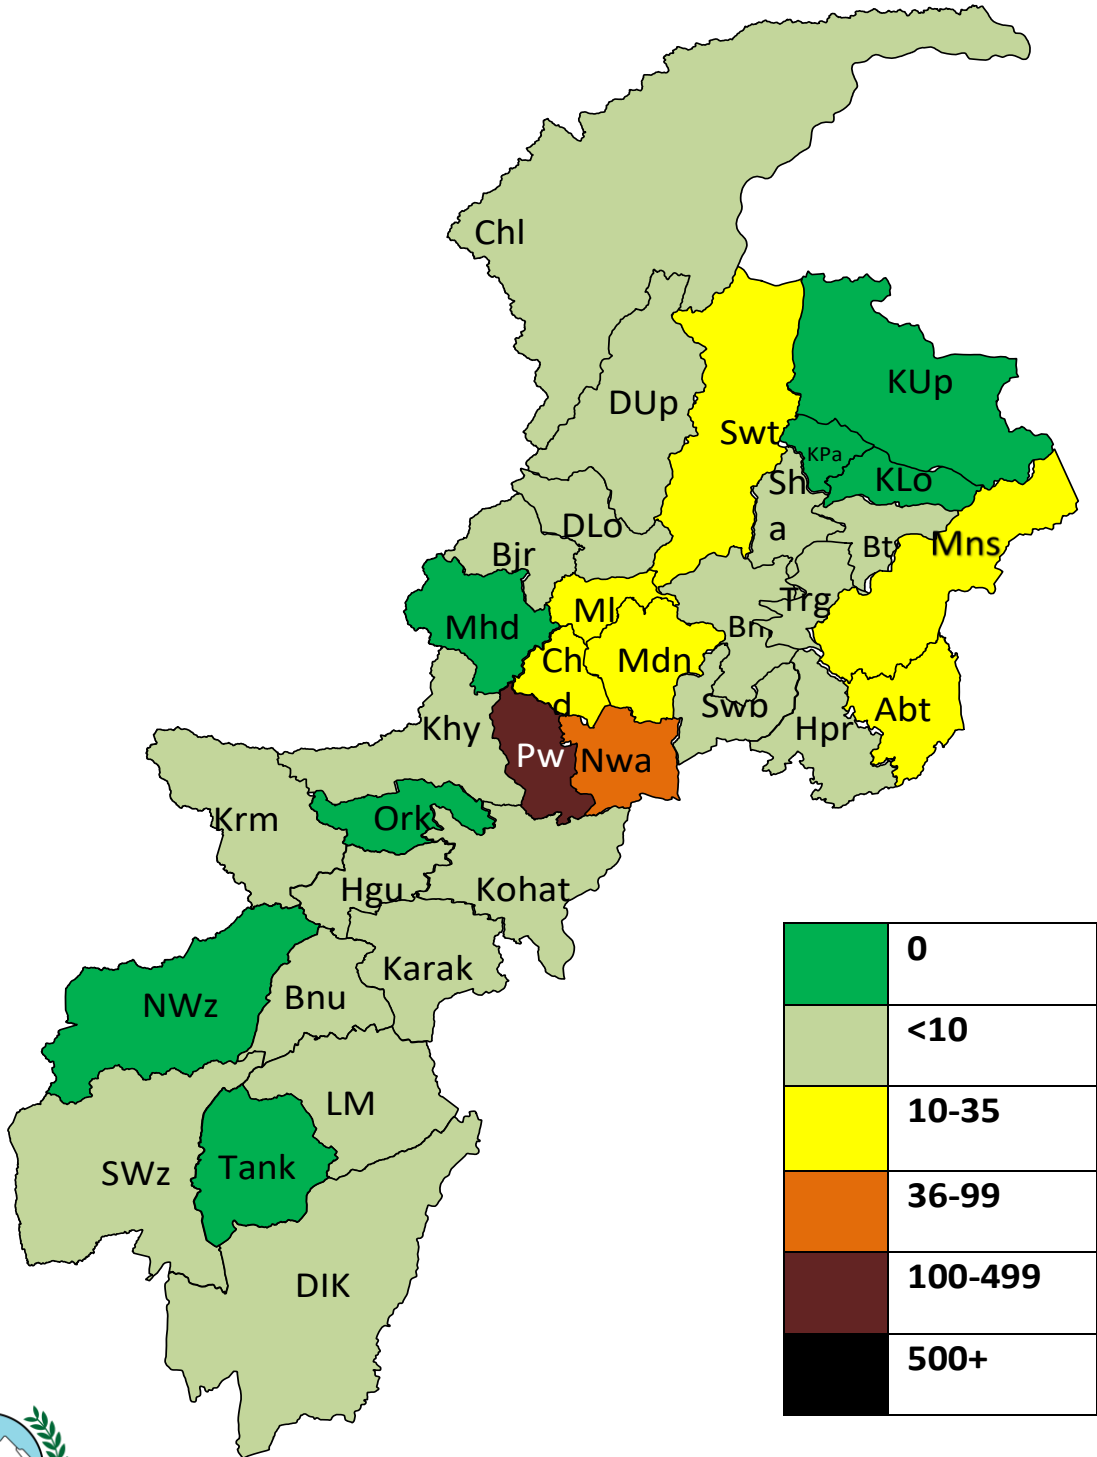 Chl
KUp
DUp
Swt
KPa
KLo
Sh
a
DLo
Bt
Mns
Bjr
Trg
Ml
Mhd
Bn
Ch
d
Mdn
Swb
Abt
Khy
Hpr
Pw
Nwa
Krm
Ork
Hgu
Kohat
Karak
NWz
Bnu
LM
SWz
Tank
DIK
0
<10
10-35
36-99
100-499
500+